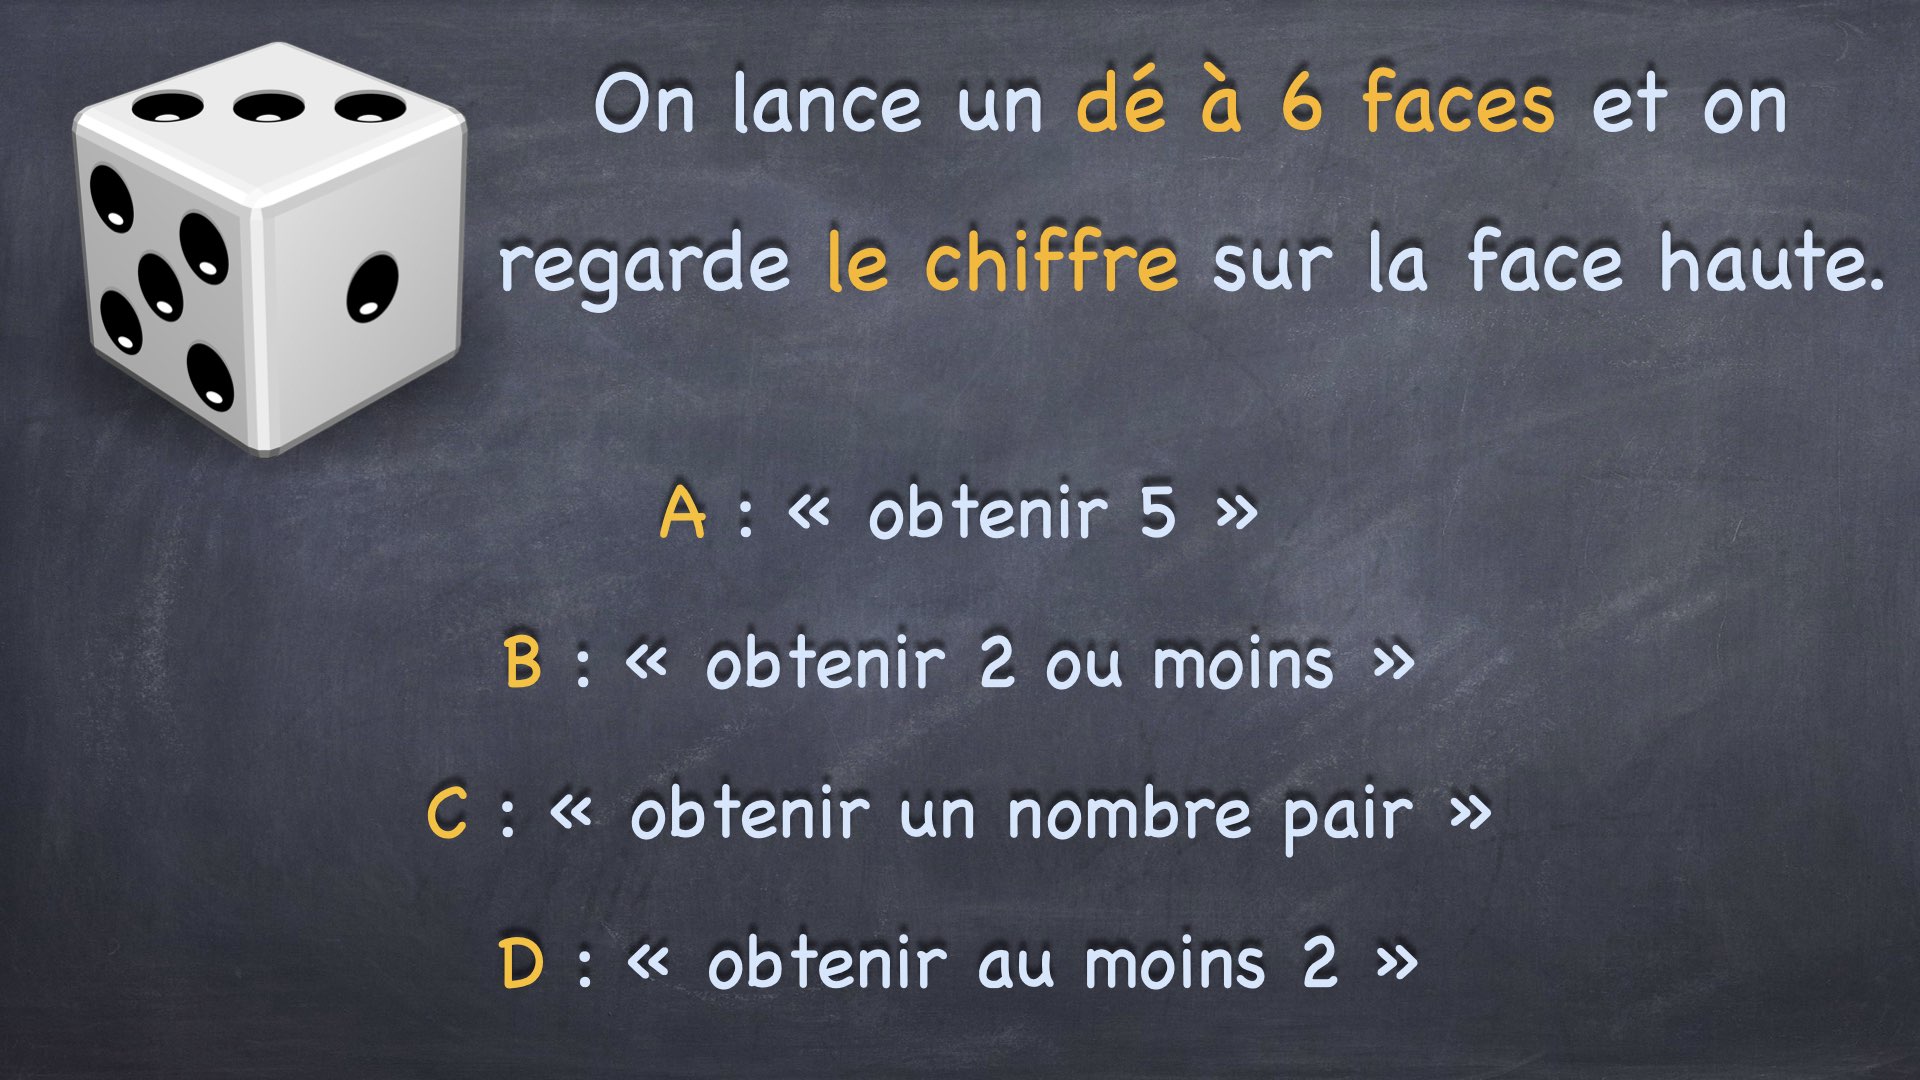 On lance un dé à 6 faces et on
regarde le chiffre sur la face haute.
A : « obtenir 5 »
B : « obtenir 2 ou moins »
C : « obtenir un nombre pair »
D : « obtenir au moins 2 »